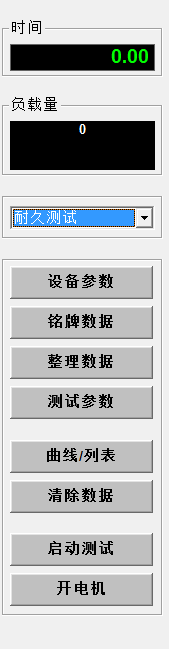 时间
0.00
负载量
0
耐久测试
设备参数
铭牌数据
整理数据
测试参数
曲线/列表
清除数据
启动测试
开电机